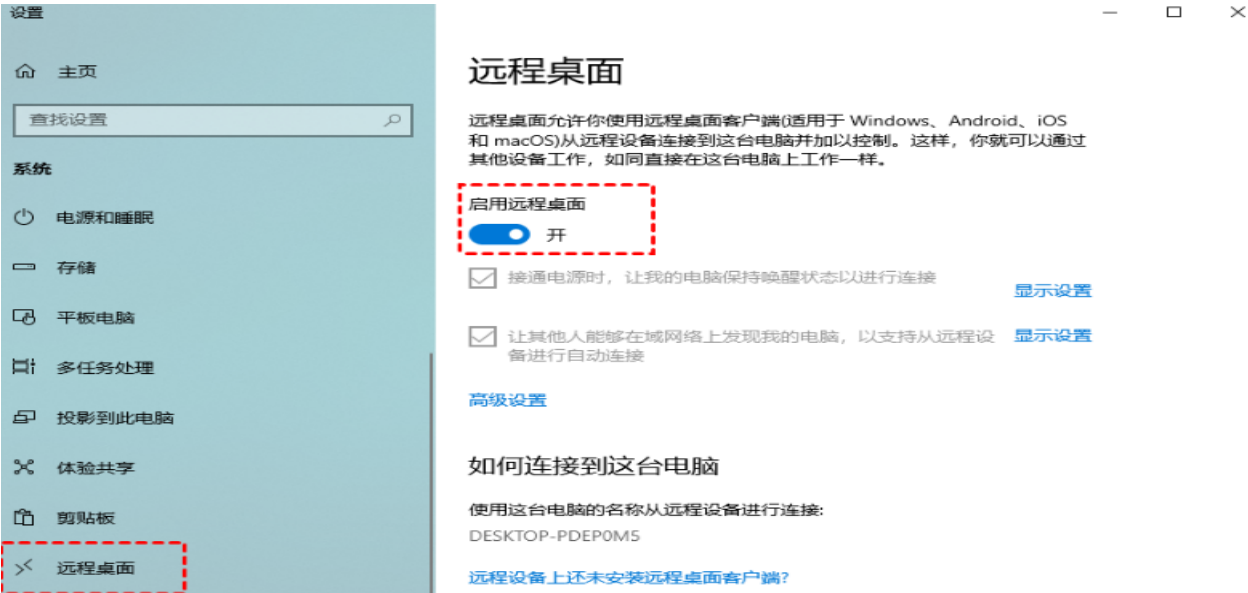 设置
主页
查找设置
系统
电源和睡眠
存储
平板电脑
多任务处理
投影到此电脑
体验共享
剪贴板
远程桌面
远程桌面
远程桌面允许你使用远程桌面客户端(适用于 Windows、Android、iOS
和 macOS)从远程设备连接到这台电脑并加以控制。这样，你就可以通过
其他设备工作，如同直接在这台电脑上工作一样。
启用远程桌面
开
接通电源时，让我的电脑保持唤醒状态以进行连接
显示设置
让其他人能够在域网络上发现我的电脑，以支持从远程设
备进行自动连接
显示设置
高级设置
如何连接到这台电脑
使用这台电脑的名称从远程设备进行连接:
DESKTOP-PDEP0M5
远程设备上还未安装远程桌面客户端?